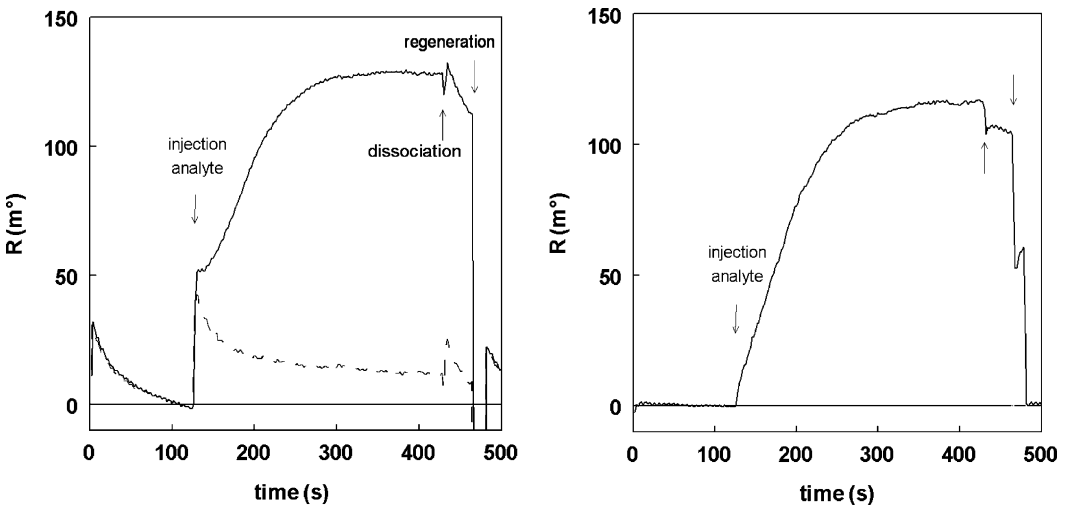 150
100
50
0
R (m°)
regeneration
injection
analyte
dissociation
0 100 200 300 400 500
time (s)
150
100
50
0
R (m°)
injection
analyte
0 100 200 300 400 500
time (s)